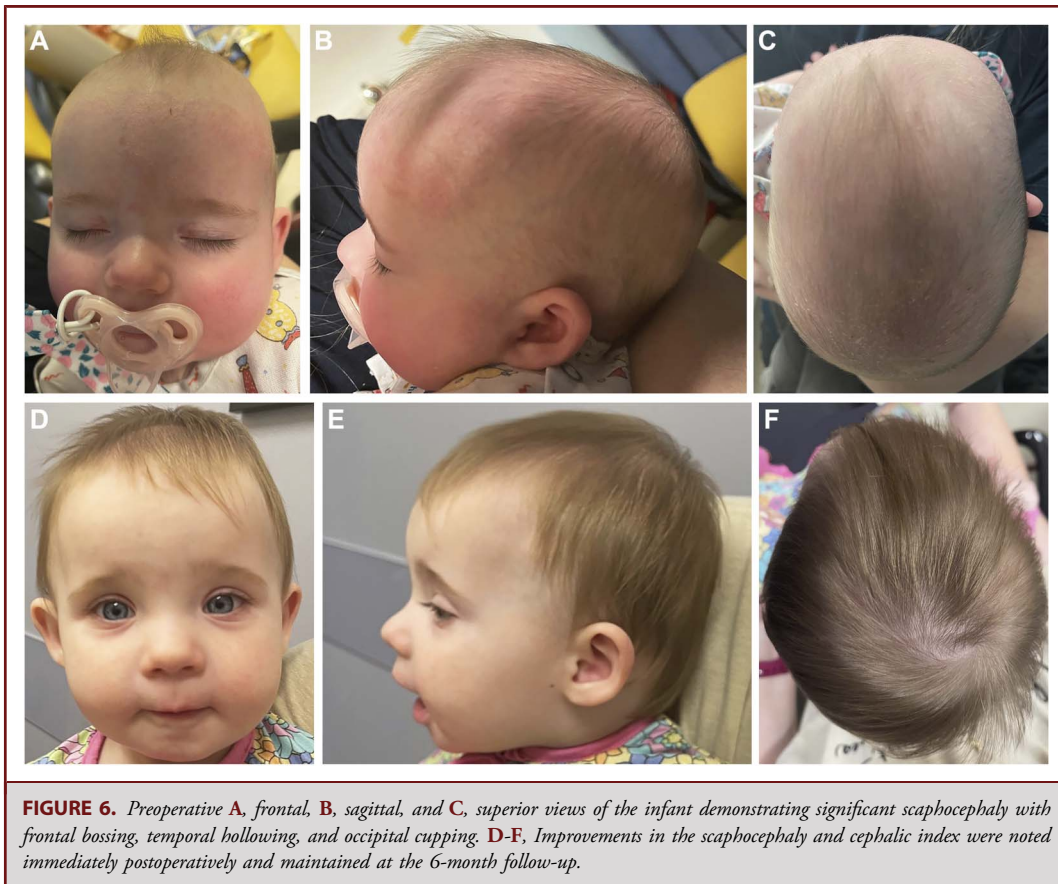 A
B
C
D
E
F
FIGURE 6. Preoperative A, frontal, B, sagittal, and C, superior views of the infant demonstrating significant scaphocephaly with
frontal bossing, temporal hollowing, and occipital cupping. D-F, Improvements in the scaphocephaly and cephalic index were noted
immediately postoperatively and maintained at the 6-month follow-up.